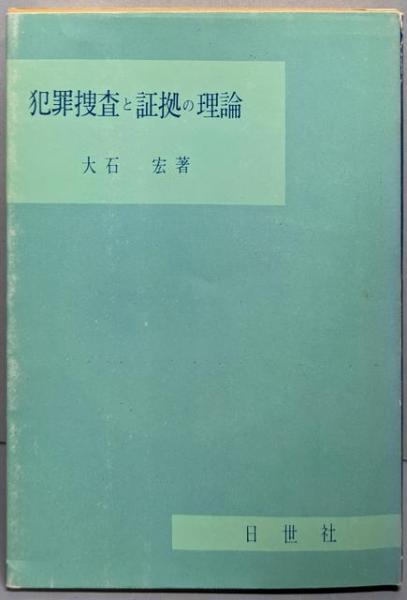 犯罪捜査と証拠の理論
大石 宏著
日世社